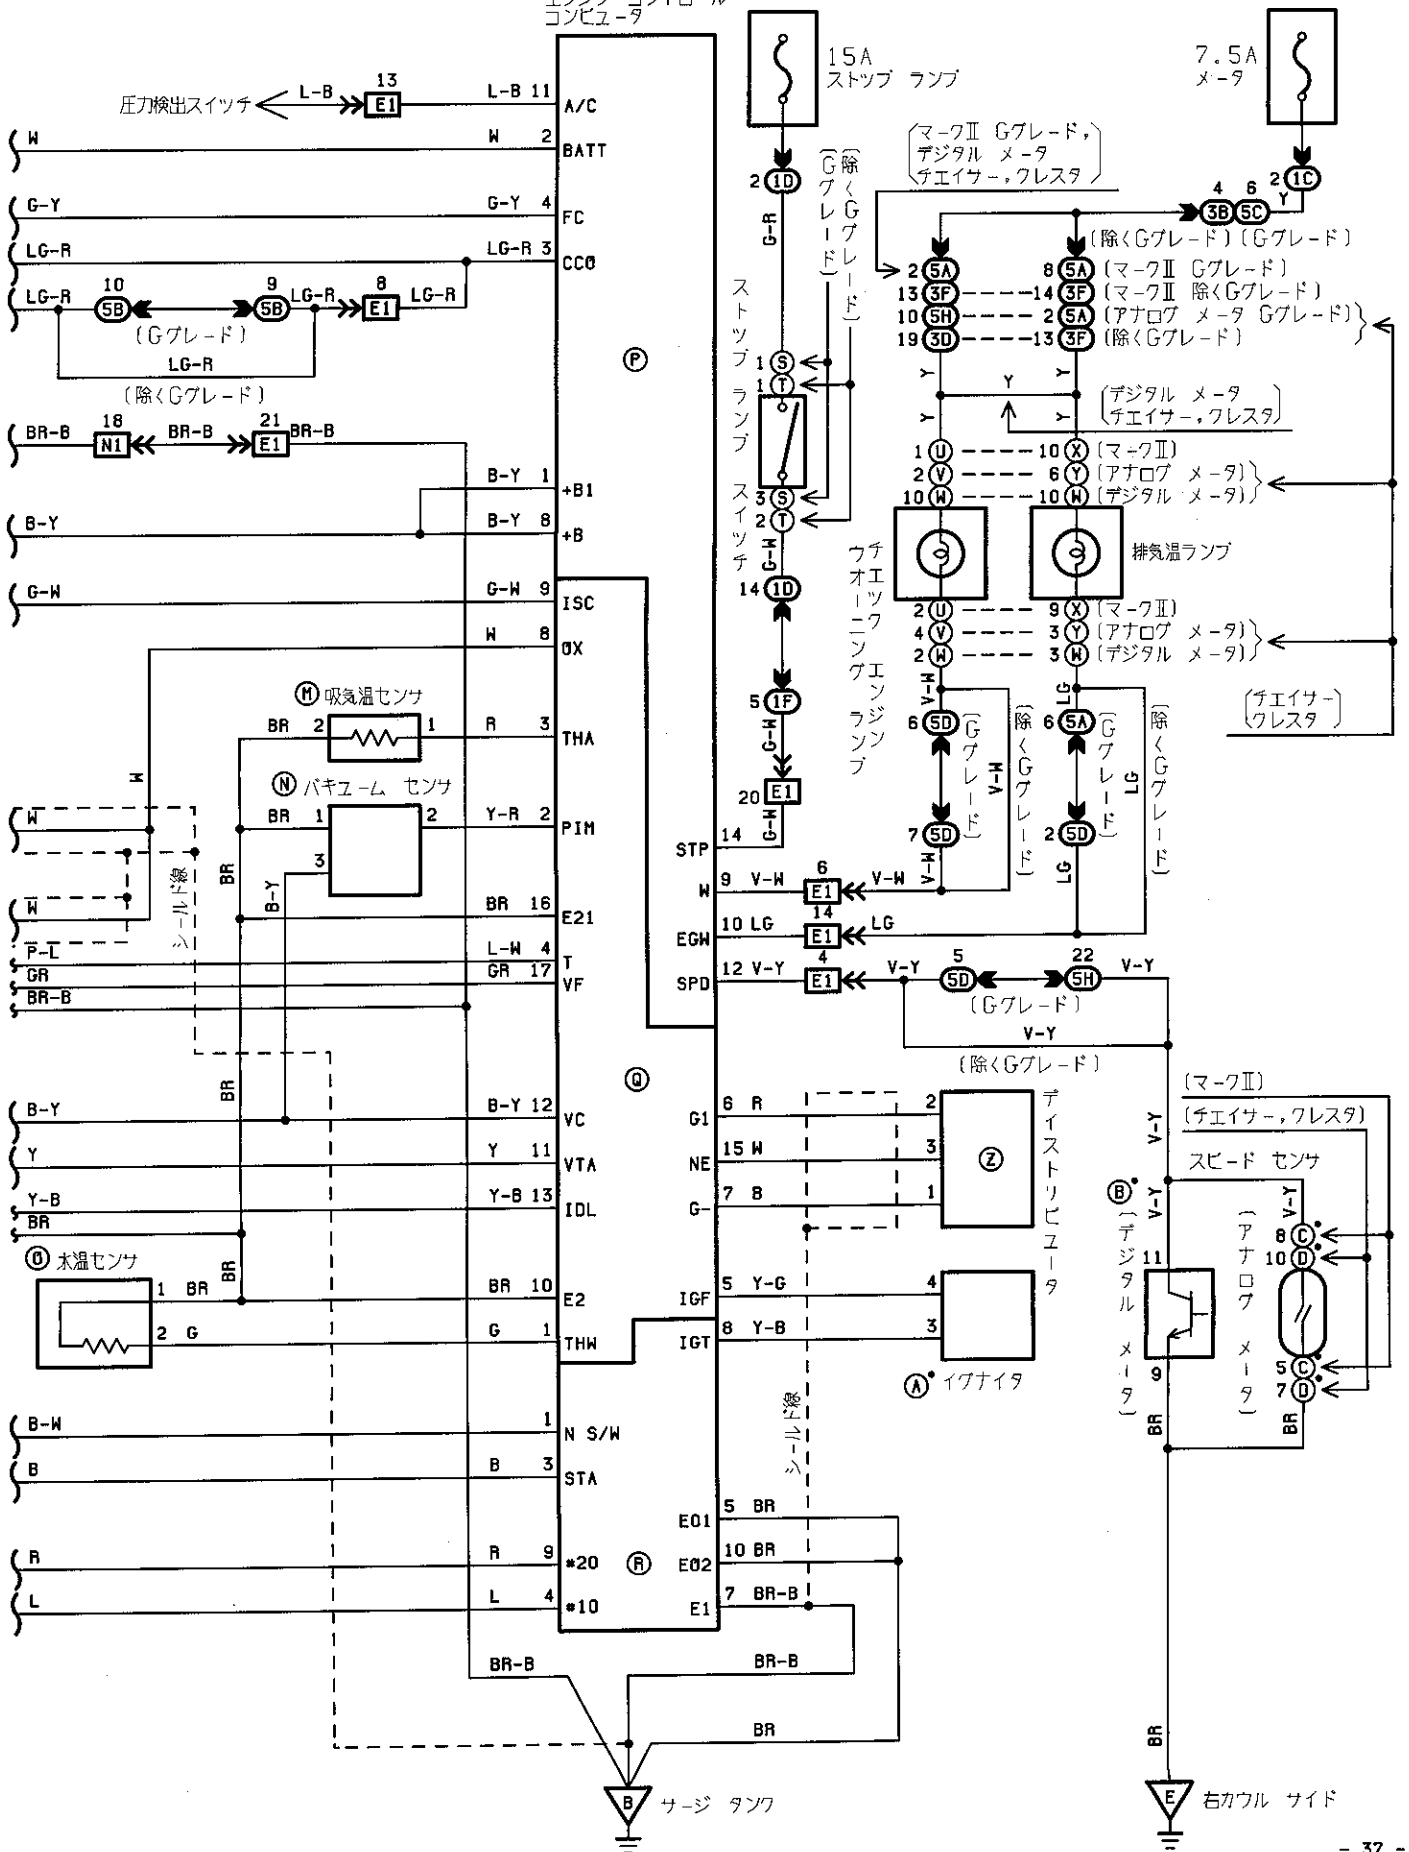 コンピュータ
15A
ストップ ランプ
7.5A
メータ
圧力検出スイッチ
L-B
13
E1
L-B 11
A/C
W
W 2
BATT
G-Y
G-Y 4
FC
LG-R
LG-R 3
CCO
LG-R
10
5B
9
5B
LG-R
8
E1
LG-R
(Gグレード)
LG-R
(除くGグレード)
BR-B
18
N1
BR-B
21
E1
BR-B
B-Y 1
+B1
B-Y
B-Y 8
+B
G-W
G-W 9
ISC
W 8
OX
P
M 吸気温センサ
BR 2
1
R 3
THA
N バキューム センサ
BR 1
2
Y-R 2
PIM
3
W
W
W
BR
B-Y
シールド線
BR 16
E21
P-L
L-W 4
T
GR
GR 17
VF
BR-B
BR
Q
B-Y
B-Y 12
VC
Y
Y 11
VTA
Y-B
Y-B 13
IDL
BR
O 水温センサ
BR
1 BR
BR 10
E2
2 G
G 1
THW
B-W
1
N S/W
B
B 3
STA
R
R 9
#20
R
L
L 4
#10
BR-B
2 1D
G-R
(Gグレード)
(除くGグレード)
ストップ ランプ スイッチ
1 S
1 T
3 S
2 T
G-W
14 1D
5 1F
G-W
20 E1
G-W
14
STP
(マークII Gグレード,
デジタル メータ
チェイサー,クレスタ)
2 1C
Y
4 6
3B 5C
(除くGグレード) (Gグレード)
2 5A
8 5A (マークII Gグレード)
13 3F
14 3F (マークII 除くGグレード)
10 5H
2 5A (アナログ メータ Gグレード)
19 3D
13 3F (除くGグレード)
Y
Y
Y
Y
Y
(デジタル メータ
チェイサー,クレスタ)
1 U
10 X (マークII)
2 V
6 Y (アナログ メータ)
10 W
10 W (デジタル メータ)
チェック エンジン
ウォーニング ランプ
排気温ランプ
2 U
9 X (マークII)
4 V
3 Y (アナログ メータ)
2 W
3 W (デジタル メータ)
(チェイサー
クレスタ)
V-W
LG
6 5D
(Gグレード)
V-W
(除くGグレード)
6 5A
(Gグレード)
LG
(除くGグレード)
7 5D
2 5D
V-W
LG
W
9 V-W
6
E1
V-W
EGW
10 LG
14
E1
LG
SPD
12 V-Y
4
E1
V-Y
5
5D
22
5H
V-Y
(Gグレード)
V-Y
(除くGグレード)
G1
6 R
2
NE
15 W
3
G-
7 B
1
Z
ディストリビュータ
IGF
5 Y-G
4
IGT
8 Y-B
3
A イグナイタ
シールド線
(マークII)
(チェイサー,クレスタ)
スピード センサ
V-Y
B
(デジタル メータ)
V-Y
11
9
(アナログ メータ)
V-Y
8 C
10 D
5 C
7 D
BR
BR
EO1
5 BR
EO2
10 BR
E1
7 BR-B
BR-B
BR
BR
B サージ タンク
E 右カウル サイド
- 37 -